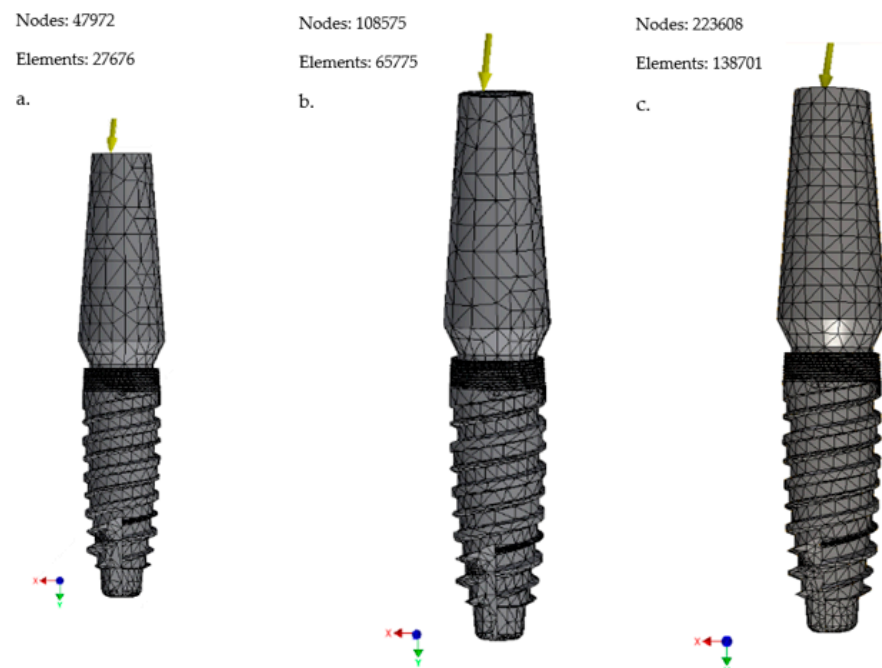 Nodes: 47972
Elements: 27676
a.
Nodes: 108575
Elements: 65775
b.
Nodes: 223608
Elements: 138701
c.
X
Y
X
Y
X